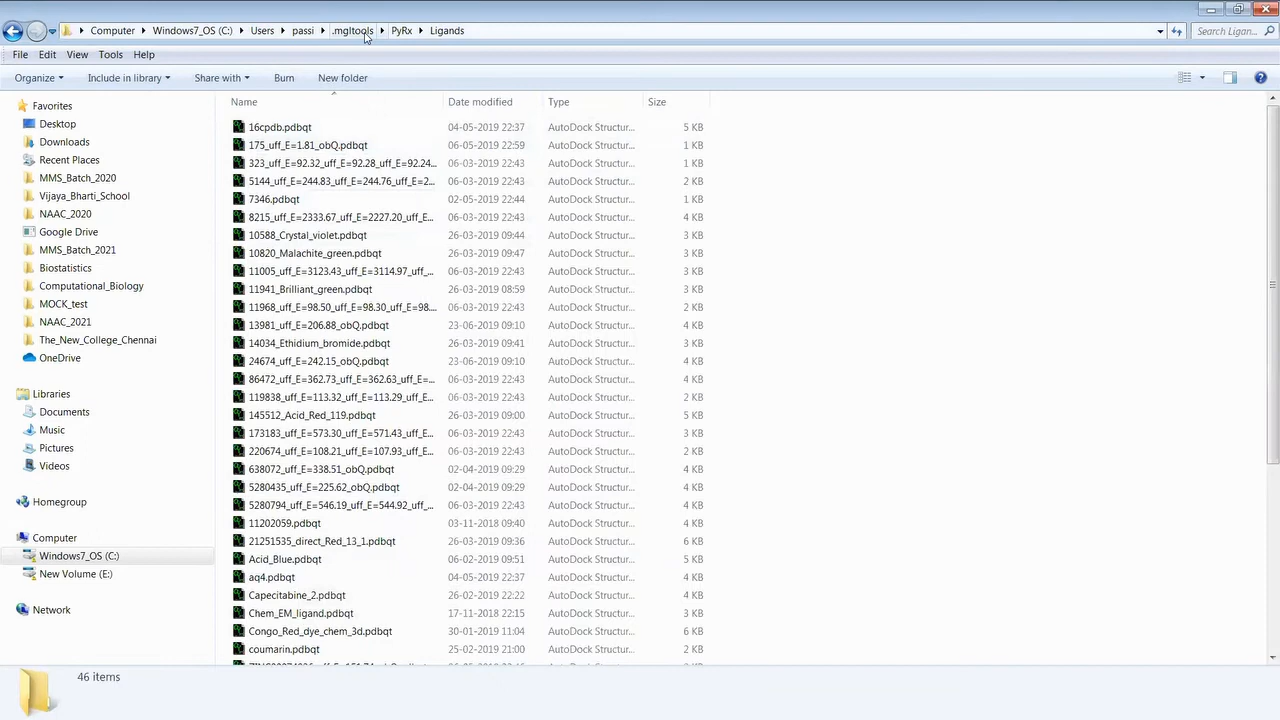 Computer Windows7_OS (C:) Users passi .mgltools PyRx Ligands Search Ligan...
File Edit View Tools Help
Organize Include in library Share with Burn New folder
Favorites
Desktop
Downloads
Recent Places
MMS_Batch_2020
Vijaya_Bharti_School
NAAC_2020
Google Drive
MMS_Batch_2021
Biostatistics
Computational_Biology
MOCK_test
NAAC_2021
The_New_College_Chennai
OneDrive
Libraries
Documents
Music
Pictures
Videos
Homegroup
Computer
Windows7_OS (C:)
New Volume (E:)
Network
Name Date modified Type Size
16cpdb.pdbqt 04-05-2019 22:37 AutoDock Structur... 5 KB
175_uff_E=1.81_obQ.pdbqt 06-05-2019 22:59 AutoDock Structur... 1 KB
323_uff_E=92.32_uff_E=92.28_uff_E=92.24... 06-03-2019 22:43 AutoDock Structur... 1 KB
5144_uff_E=244.83_uff_E=244.76_uff_E=2... 06-03-2019 22:43 AutoDock Structur... 2 KB
7346.pdbqt 02-05-2019 22:44 AutoDock Structur... 1 KB
8215_uff_E=2333.67_uff_E=2227.20_uff_E... 06-03-2019 22:43 AutoDock Structur... 4 KB
10588_Crystal_violet.pdbqt 26-03-2019 09:44 AutoDock Structur... 3 KB
10820_Malachite_green.pdbqt 26-03-2019 09:47 AutoDock Structur... 3 KB
11005_uff_E=3123.43_uff_E=3114.97_uff_... 06-03-2019 22:43 AutoDock Structur... 3 KB
11941_Brilliant_green.pdbqt 26-03-2019 08:59 AutoDock Structur... 3 KB
11968_uff_E=98.50_uff_E=98.30_uff_E=98.... 06-03-2019 22:43 AutoDock Structur... 2 KB
13981_uff_E=206.88_obQ.pdbqt 23-06-2019 09:10 AutoDock Structur... 4 KB
14034_Ethidium_bromide.pdbqt 26-03-2019 09:41 AutoDock Structur... 3 KB
24674_uff_E=242.15_obQ.pdbqt 23-06-2019 09:10 AutoDock Structur... 4 KB
86472_uff_E=362.73_uff_E=362.63_uff_E=... 06-03-2019 22:43 AutoDock Structur... 4 KB
119838_uff_E=113.32_uff_E=113.29_uff_E... 06-03-2019 22:43 AutoDock Structur... 2 KB
145512_Acid_Red_119.pdbqt 26-03-2019 09:00 AutoDock Structur... 5 KB
173183_uff_E=573.30_uff_E=571.43_uff_E... 06-03-2019 22:43 AutoDock Structur... 3 KB
220674_uff_E=108.21_uff_E=107.93_uff_E... 06-03-2019 22:43 AutoDock Structur... 2 KB
638072_uff_E=338.51_obQ.pdbqt 02-04-2019 09:29 AutoDock Structur... 4 KB
5280435_uff_E=225.62_obQ.pdbqt 02-04-2019 09:29 AutoDock Structur... 4 KB
5280794_uff_E=546.19_uff_E=544.92_uff_... 06-03-2019 22:43 AutoDock Structur... 4 KB
11202059.pdbqt 03-11-2018 09:40 AutoDock Structur... 4 KB
21251535_direct_Red_13_1.pdbqt 26-03-2019 09:36 AutoDock Structur... 6 KB
Acid_Blue.pdbqt 06-02-2019 09:51 AutoDock Structur... 5 KB
aq4.pdbqt 04-05-2019 22:37 AutoDock Structur... 4 KB
Capecitabine_2.pdbqt 26-02-2019 22:22 AutoDock Structur... 4 KB
Chem_EM_ligand.pdbqt 17-11-2018 22:15 AutoDock Structur... 3 KB
Congo_Red_dye_chem_3d.pdbqt 30-01-2019 11:04 AutoDock Structur... 6 KB
coumarin.pdbqt 25-02-2019 21:00 AutoDock Structur... 2 KB
46 items